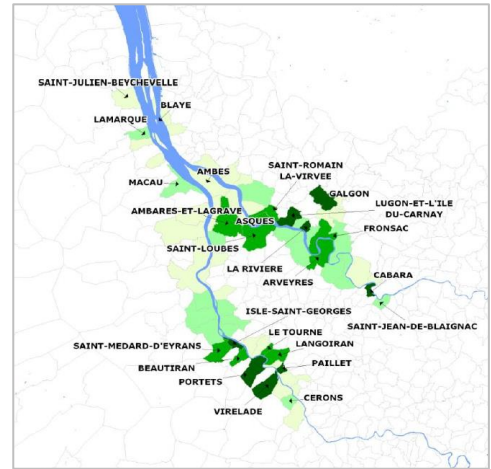 SAINT-JULIEN-BEYCHEVELLE
BLAYE
LAMARQUE
SAINT-ROMAIN
LA-VIRVEE
AMBES
MACAU
GALGON
LUGON-ET-L'ILE
DU-CARNAY
AMBARES-ET-LAGRAVE
ASQUES
FRONSAC
SAINT-LOUBES
LA RIVIERE
ARVEYRES
CABARA
ISLE-SAINT-GEORGES
SAINT-JEAN-DE-BLAIGNAC
LE TOURNE
SAINT-MEDARD-D'EYRANS
LANGOIRAN
BEAUTIRAN
PAILLET
PORTETS
CERONS
VIRELADE